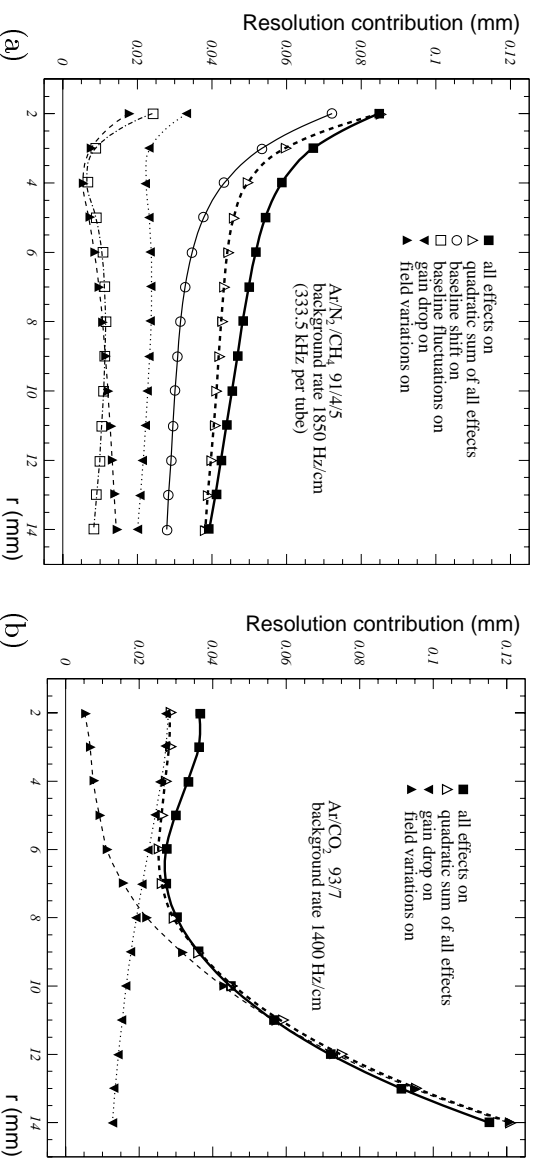 Resolution contribution (mm)
0
0.02
0.04
0.06
0.08
0.1
0.12
2
4
6
8
10
12
14
r (mm)
all effects on
quadratic sum of all effects
baseline shift on
baseline fluctuations on
gain drop on
field variations on
Ar/N₂/CH₄ 91/4/5
background rate 1850 Hz/cm
(333.5 kHz per tube)
(a)
Resolution contribution (mm)
0
0.02
0.04
0.06
0.08
0.1
0.12
2
4
6
8
10
12
14
r (mm)
all effects on
quadratic sum of all effects
gain drop on
field variations on
Ar/CO₂ 93/7
background rate 1400 Hz/cm
(b)